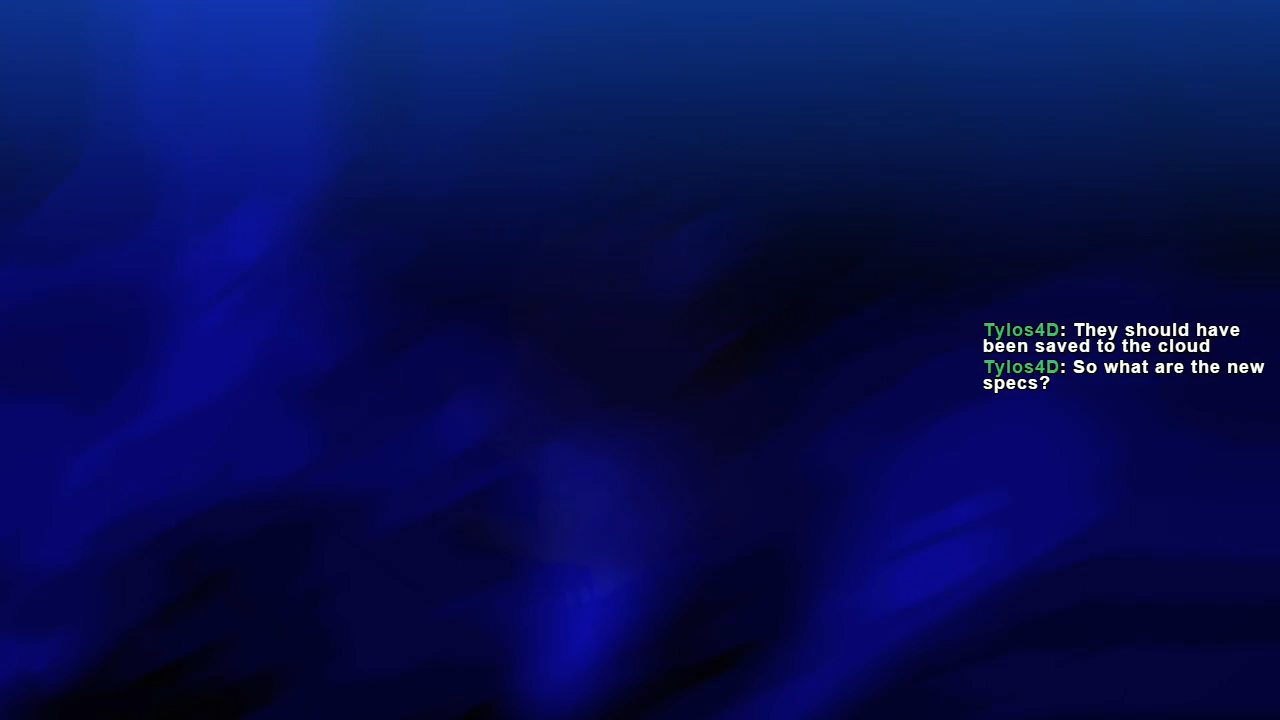 Tylos4D: They should have
been saved to the cloud
Tylos4D: So what are the new
specs?